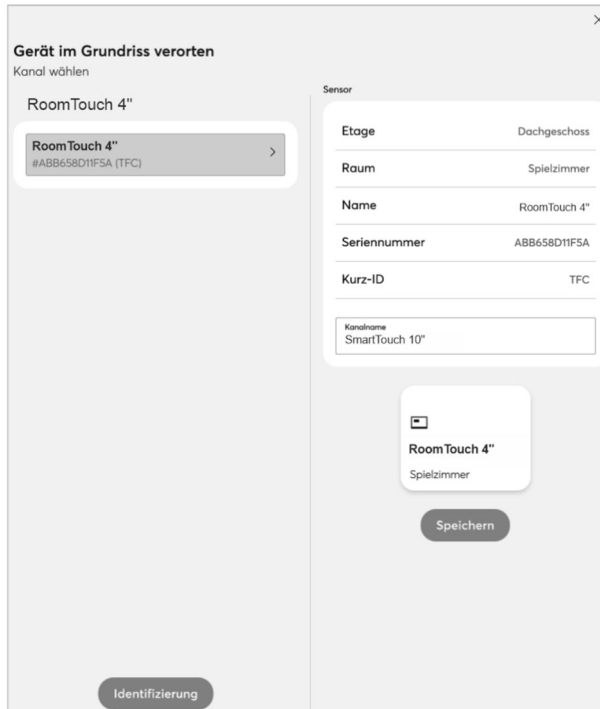 Gerät im Grundriss verorten
Kanal wählen
RoomTouch 4"
RoomTouch 4"
#ABB658D11F5A (TFC)
Identifizierung
Sensor
Etage Dachgeschoss
Raum Spielzimmer
Name RoomTouch 4"
Seriennummer ABB658D11F5A
Kurz-ID TFC
Kanalname
SmartTouch 10"
RoomTouch 4"
Spielzimmer
Speichern